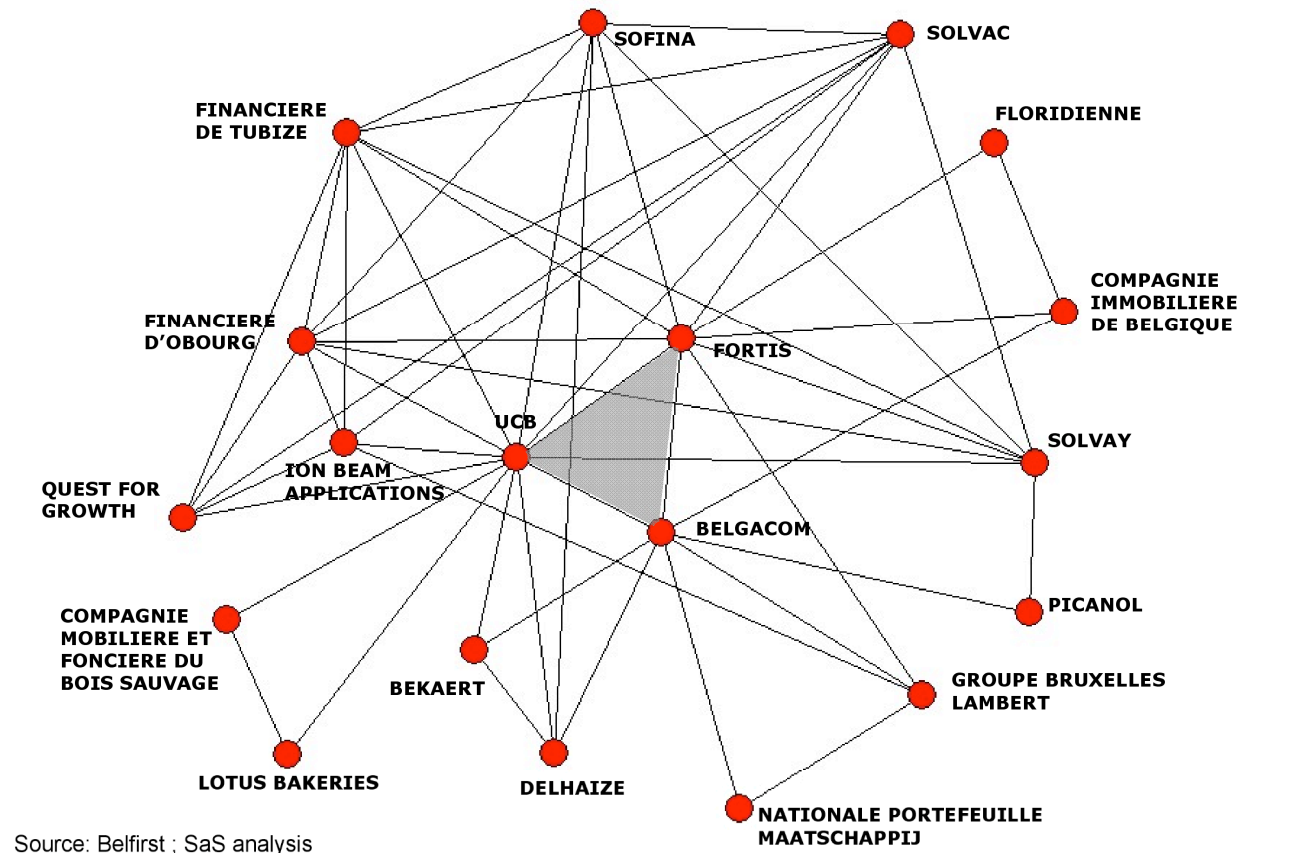 SOFINA
SOLVAC
FINANCIERE
DE TUBIZE
FLORIDIENNE
COMPAGNIE
IMMOBILIERE
DE BELGIQUE
FINANCIERE
D’OBOURG
FORTIS
UCB
SOLVAY
ION BEAM
APPLICATIONS
QUEST FOR
GROWTH
BELGACOM
COMPAGNIE
MOBILIERE ET
FONCIERE DU
BOIS SAUVAGE
PICANOL
BEKAERT
GROUPE BRUXELLES
LAMBERT
LOTUS BAKERIES
DELHAIZE
NATIONALE PORTEFEUILLE
MAATSCHAPPIJ
Source: Belfirst ; SaS analysis